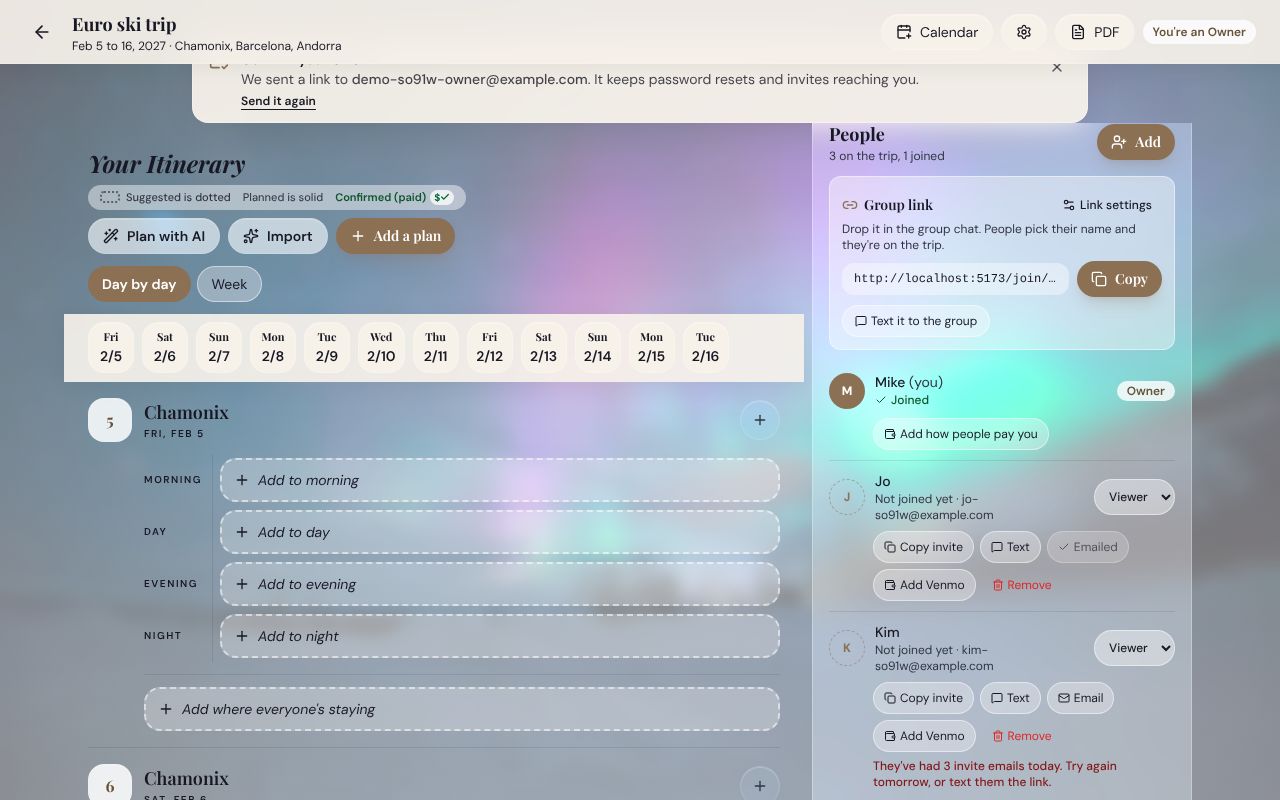 Euro ski trip
Feb 5 to 16, 2027 · Chamonix, Barcelona, Andorra
Calendar
PDF
You're an Owner
We sent a link to demo-so91w-owner@example.com. It keeps password resets and invites reaching you.
Send it again
Your Itinerary
Suggested is dotted Planned is solid Confirmed (paid) $✓
Plan with AI
Import
Add a plan
Day by day
Week
Fri 2/5
Sat 2/6
Sun 2/7
Mon 2/8
Tue 2/9
Wed 2/10
Thu 2/11
Fri 2/12
Sat 2/13
Sun 2/14
Mon 2/15
Tue 2/16
5
Chamonix
FRI, FEB 5
MORNING
Add to morning
DAY
Add to day
EVENING
Add to evening
NIGHT
Add to night
Add where everyone's staying
6
Chamonix
SAT, FEB 6
People
3 on the trip, 1 joined
Add
Group link
Link settings
Drop it in the group chat. People pick their name and
they're on the trip.
http://localhost:5173/join/…
Copy
Text it to the group
M
Mike (you)
Joined
Owner
Add how people pay you
J
Jo
Not joined yet · jo-
so91w@example.com
Viewer
Copy invite
Text
Emailed
Add Venmo
Remove
K
Kim
Not joined yet · kim-
so91w@example.com
Viewer
Copy invite
Text
Email
Add Venmo
Remove
They've had 3 invite emails today. Try again
tomorrow, or text them the link.